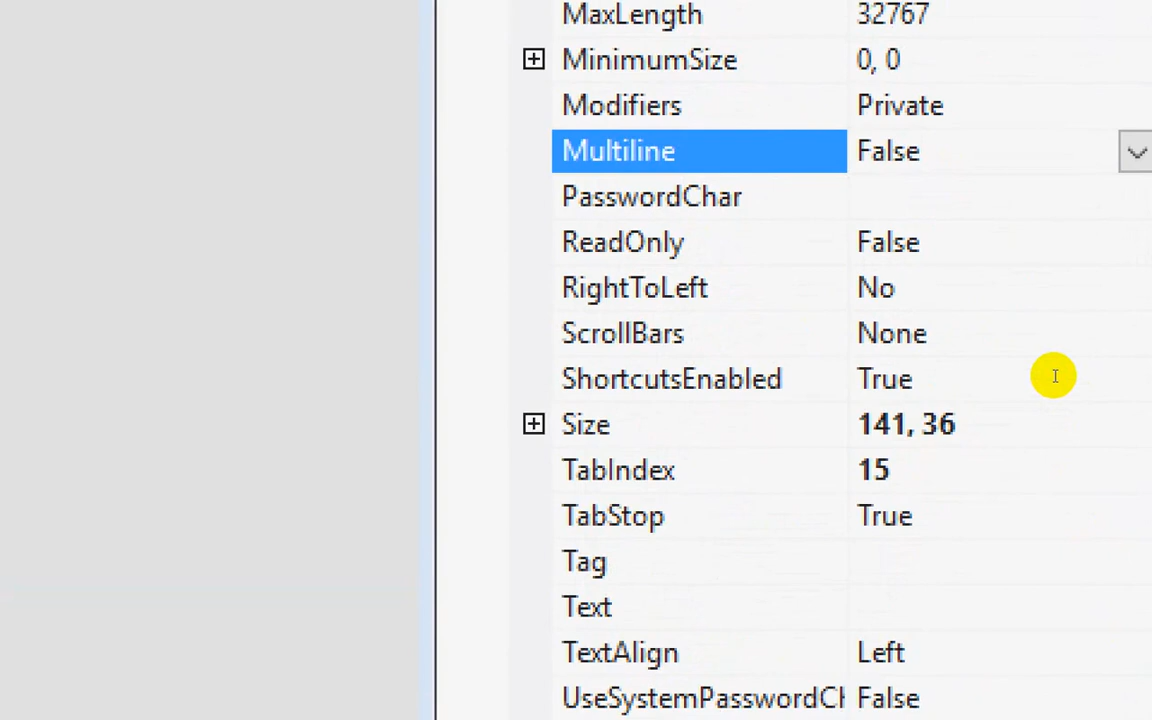 MaxLength 32767
MinimumSize 0, 0
Modifiers Private
Multiline False
PasswordChar
ReadOnly False
RightToLeft No
ScrollBars None
ShortcutsEnabled True
Size 141, 36
TabIndex 15
TabStop True
Tag
Text
TextAlign Left
UseSystemPasswordCh False